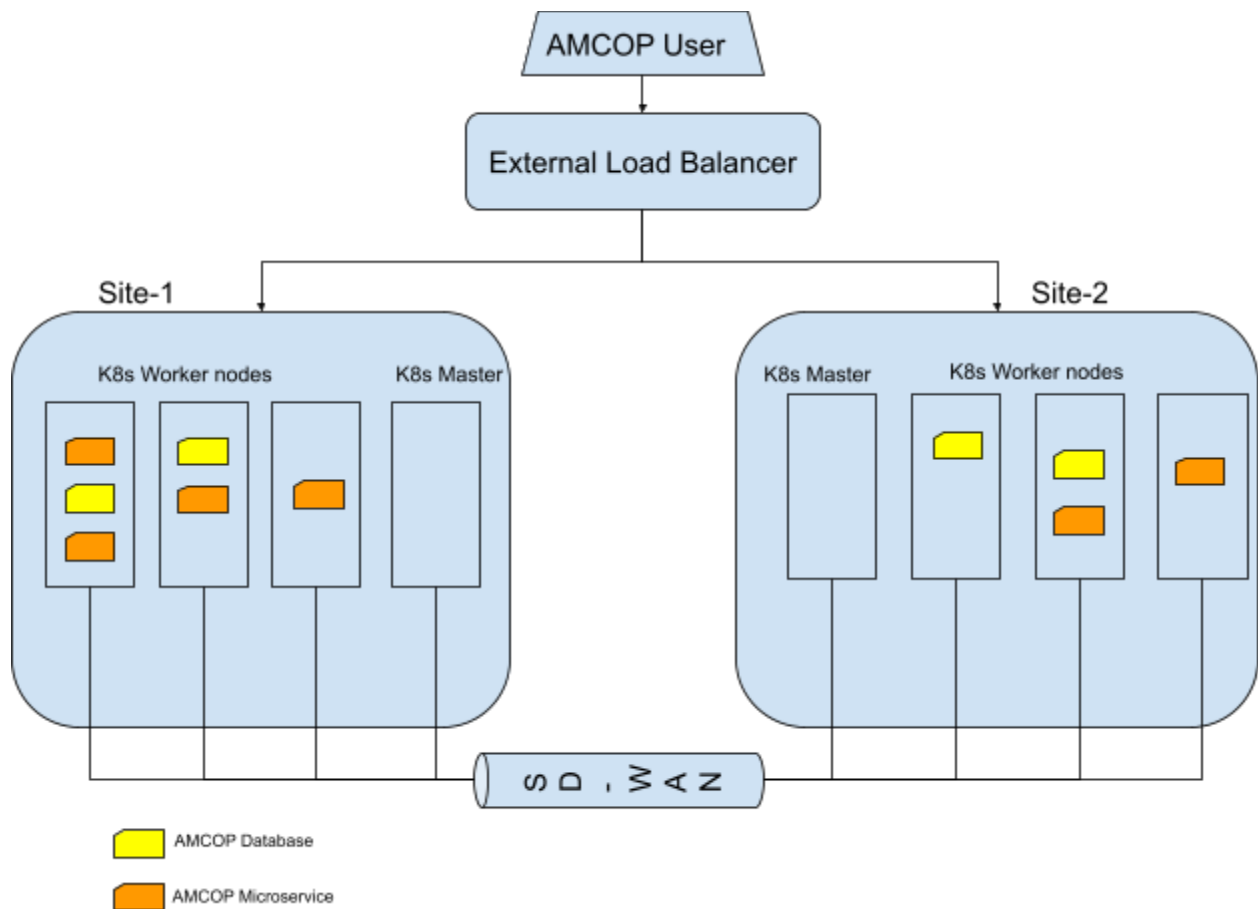 AMCOP User
External Load Balancer
Site-1
Site-2
K8s Worker nodes
K8s Master
K8s Master
K8s Worker nodes
SD-WAN
AMCOP Database
AMCOP Microservice